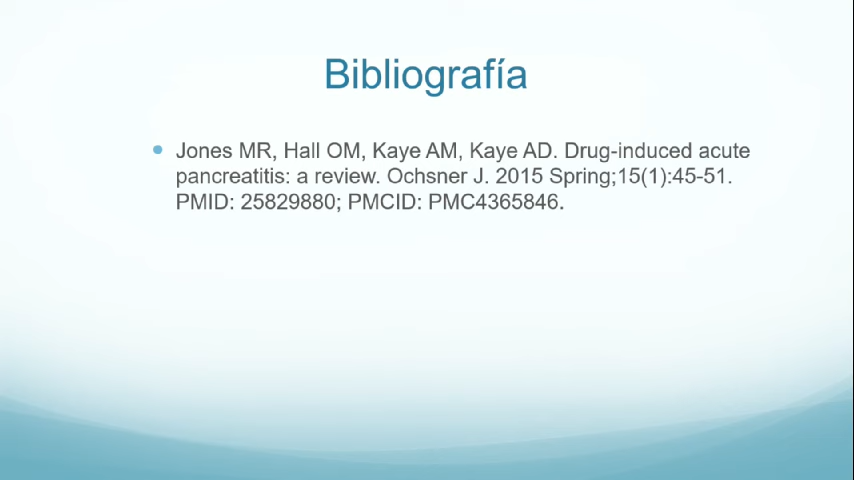 Bibliografía
Jones MR, Hall OM, Kaye AM, Kaye AD. Drug-induced acute
pancreatitis: a review. Ochsner J. 2015 Spring;15(1):45-51.
PMID: 25829880; PMCID: PMC4365846.